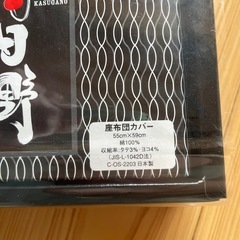 KASUGANO
野
座布団カバー
55cm×59cm
綿100%
収縮率:タテ3%・ヨコ4%
(JIS-L-1042D法)
C-OS-2203 日本製